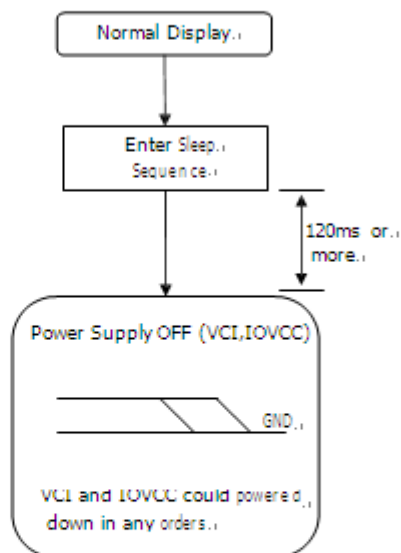 Normal Display.
Enter Sleep.
Sequence.
120ms or.
more.
Power Supply OFF (VCI,IOVCC)
GND.
VCI and IOVCC could powered.
down in any orders.